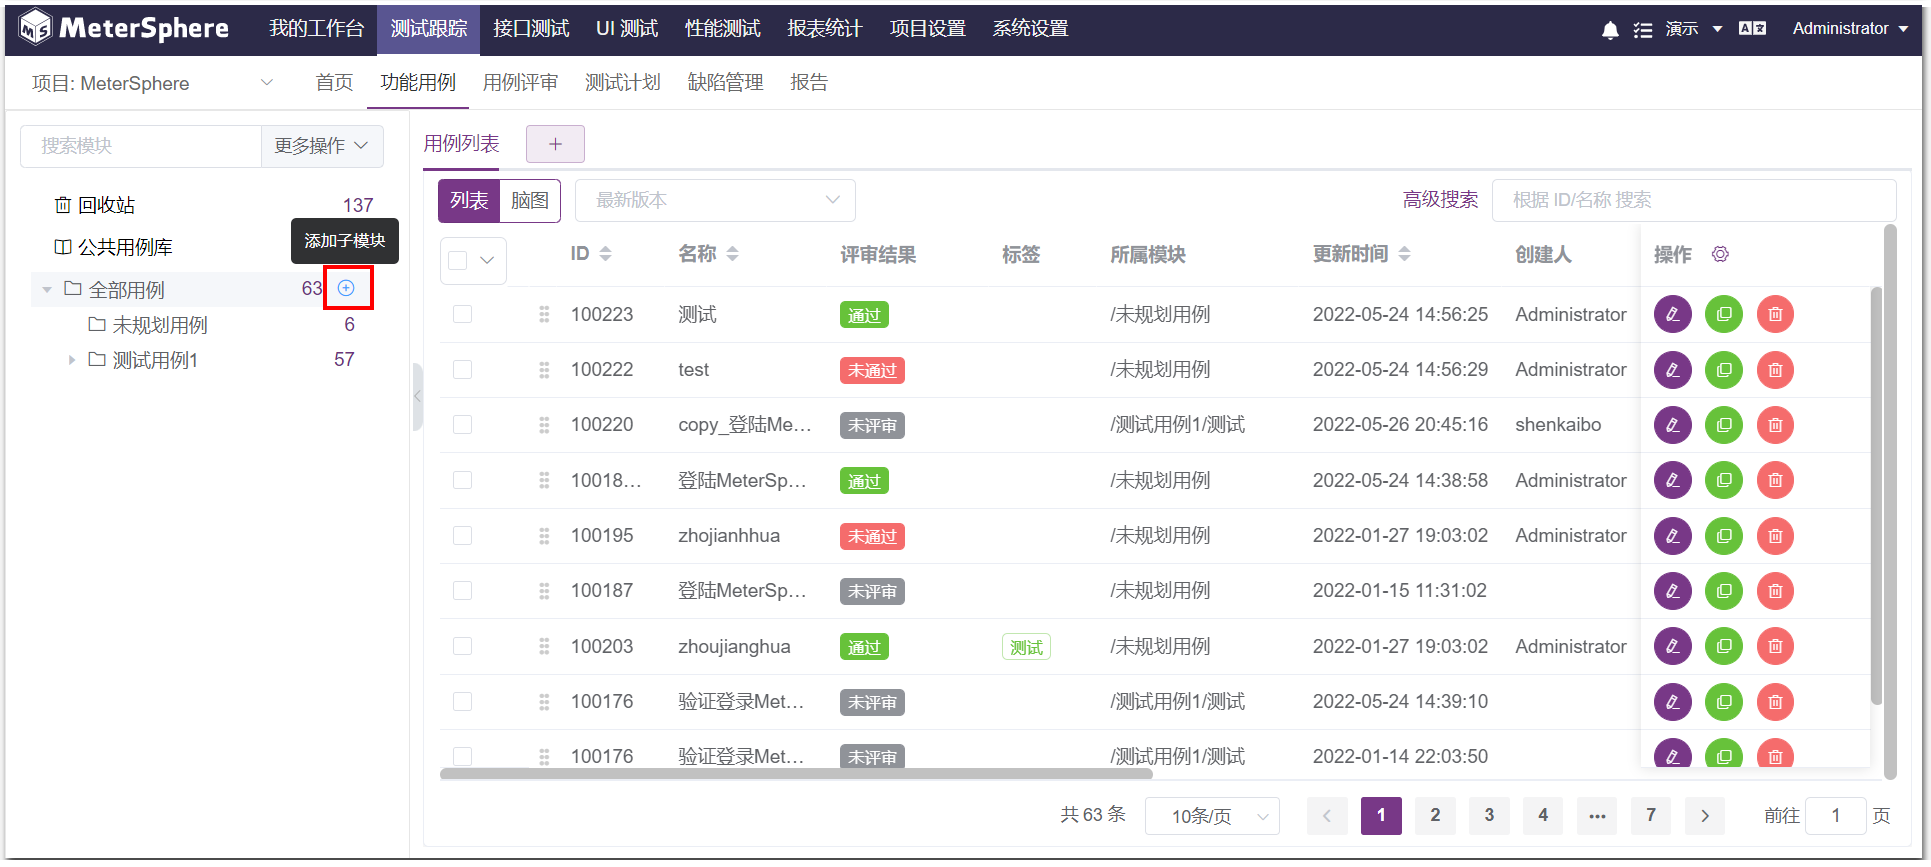 MeterSphere 我的工作台 测试跟踪 接口测试 UI 测试 性能测试 报表统计 项目设置 系统设置 演示 Administrator
项目: MeterSphere 首页 功能用例 用例评审 测试计划 缺陷管理 报告
搜索模块 更多操作
回收站 137
公共用例库
添加子模块
全部用例 63
未规划用例 6
测试用例1 57
用例列表 +
列表 脑图 最新版本 高级搜索 根据 ID/名称 搜索
ID 名称 评审结果 标签 所属模块 更新时间 创建人 操作
100223 测试 通过 /未规划用例 2022-05-24 14:56:25 Administrator
100222 test 未通过 /未规划用例 2022-05-24 14:56:29 Administrator
100220 copy_登陆Me... 未评审 /测试用例1/测试 2022-05-26 20:45:16 shenkaibo
10018... 登陆MeterSp... 通过 /未规划用例 2022-05-24 14:38:58 Administrator
100195 zhojianhhua 未通过 /未规划用例 2022-01-27 19:03:02 Administrator
100187 登陆MeterSp... 未评审 /未规划用例 2022-01-15 11:31:02
100203 zhoujianghua 通过 测试 /未规划用例 2022-01-27 19:03:02 Administrator
100176 验证登录Met... 未评审 /测试用例1/测试 2022-05-24 14:39:10
100176 验证登录Met... 未评审 /测试用例1/测试 2022-01-14 22:03:50
共 63 条 10条/页 1 2 3 4 ... 7 前往 1 页